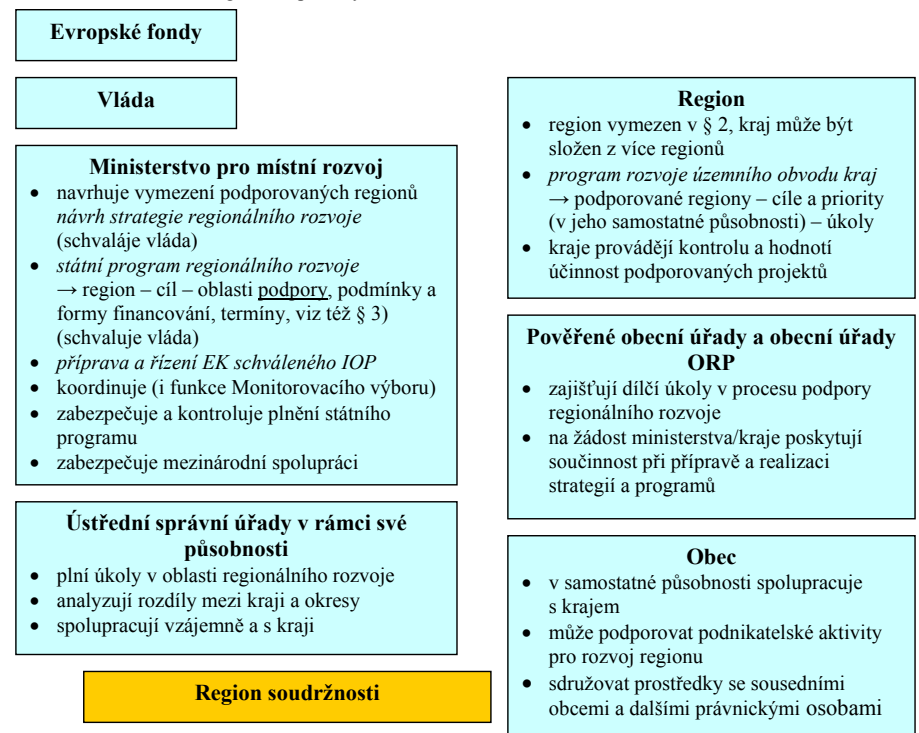 Evropské fondy
Vláda
Ministerstvo pro místní rozvoj
• navrhuje vymezení podporovaných regionů
návrh strategie regionálního rozvoje
(schvaláje vláda)
• státní program regionálního rozvoje
→ region – cíl – oblasti podpory, podmínky a
formy financování, termíny, viz též § 3)
(schvaluje vláda)
• příprava a řízení EK schváleného IOP
• koordinuje (i funkce Monitorovacího výboru)
• zabezpečuje a kontroluje plnění státního
programu
• zabezpečuje mezinárodní spolupráci
Ústřední správní úřady v rámci své
působnosti
• plní úkoly v oblasti regionálního rozvoje
• analyzují rozdíly mezi kraji a okresy
• spolupracují vzájemně a s kraji
Region soudržnosti
Region
• region vymezen v § 2, kraj může být
složen z více regionů
• program rozvoje územního obvodu kraj
→ podporované regiony – cíle a priority
(v jeho samostatné působnosti) – úkoly
• kraje provádějí kontrolu a hodnotí
účinnost podporovaných projektů
Pověřené obecní úřady a obecní úřady
ORP
• zajišťují dílčí úkoly v procesu podpory
regionálního rozvoje
• na žádost ministerstva/kraje poskytují
součinnost při přípravě a realizaci
strategií a programů
Obec
• v samostatné působnosti spolupracuje
s krajem
• může podporovat podnikatelské aktivity
pro rozvoj regionu
• sdružovat prostředky se sousedními
obcemi a dalšími právnickými osobami